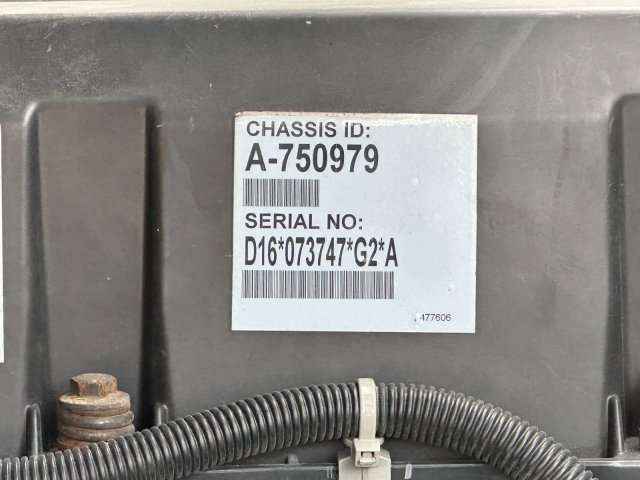 CHASSIS ID:
A-750979
SERIAL NO:
D16*073747*G2*A
477606